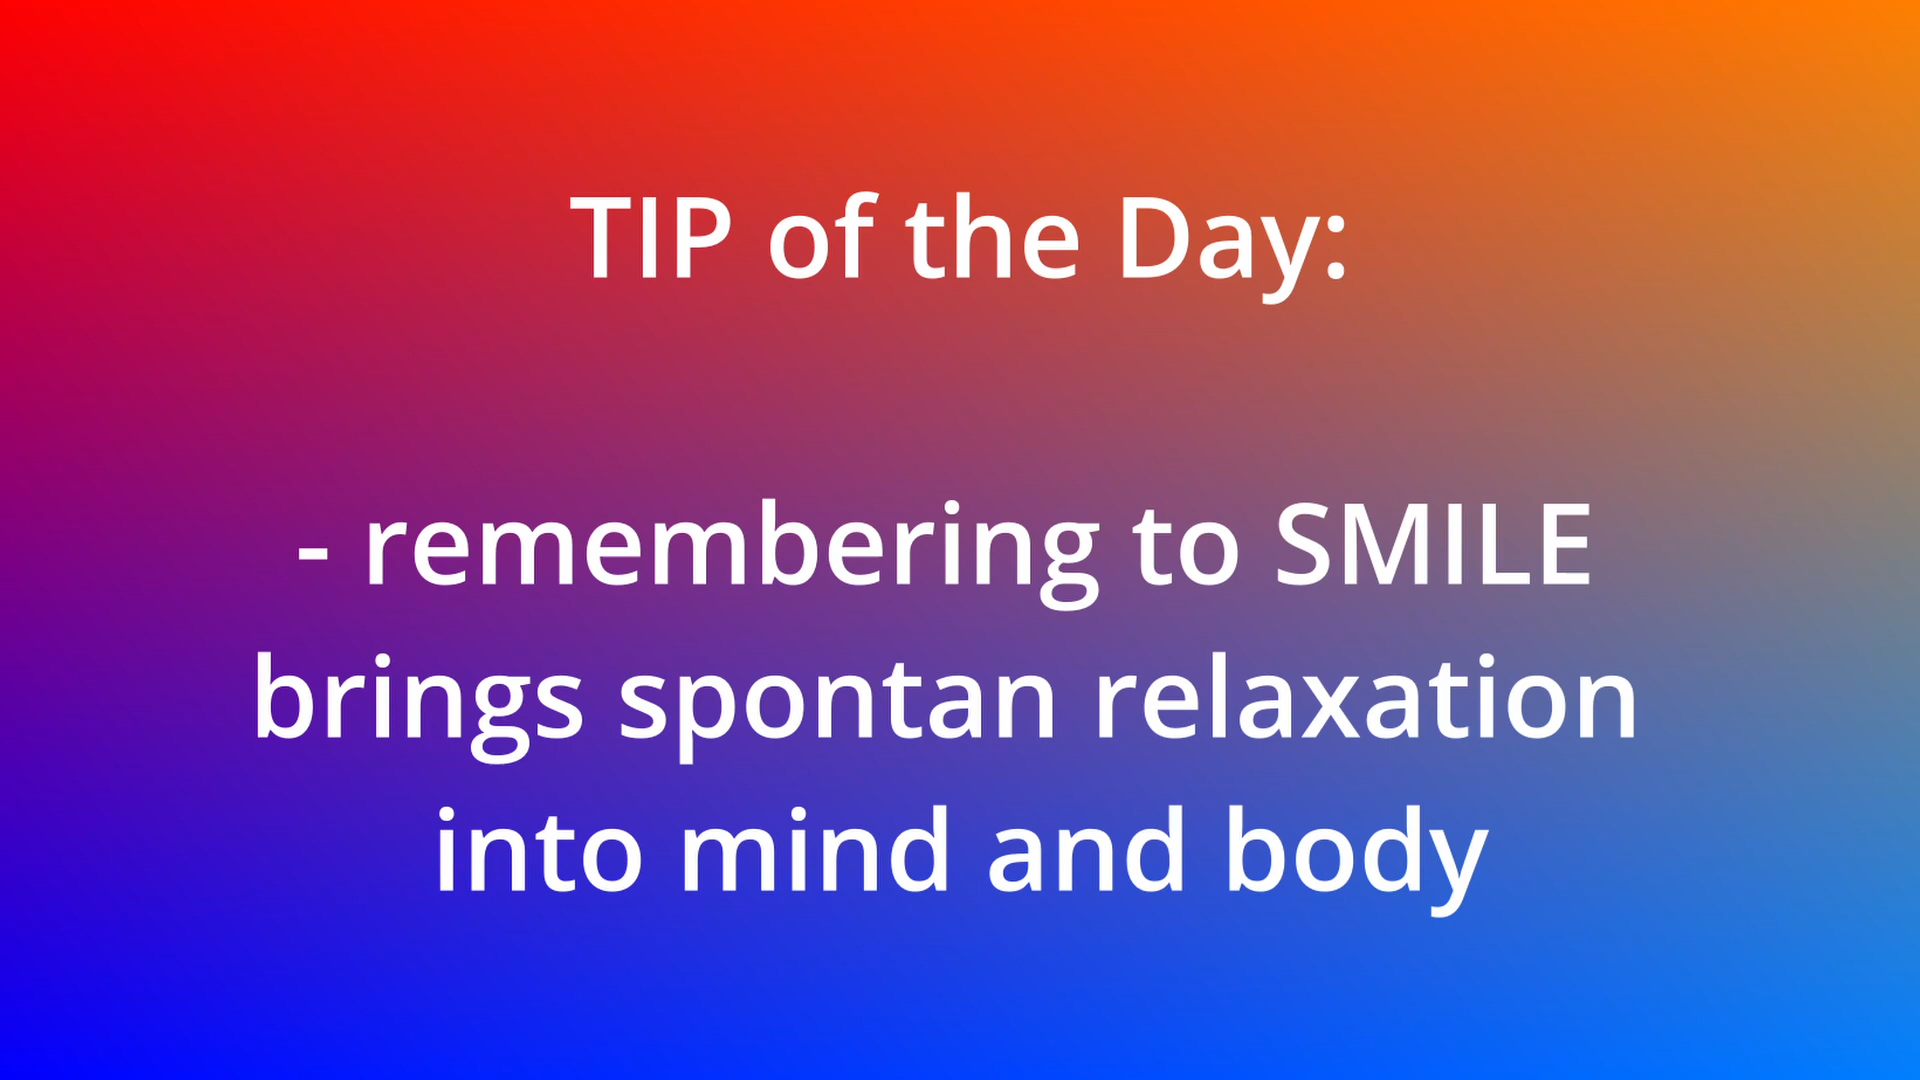 TIP of the Day:
- remembering to SMILE
brings spontan relaxation
into mind and body